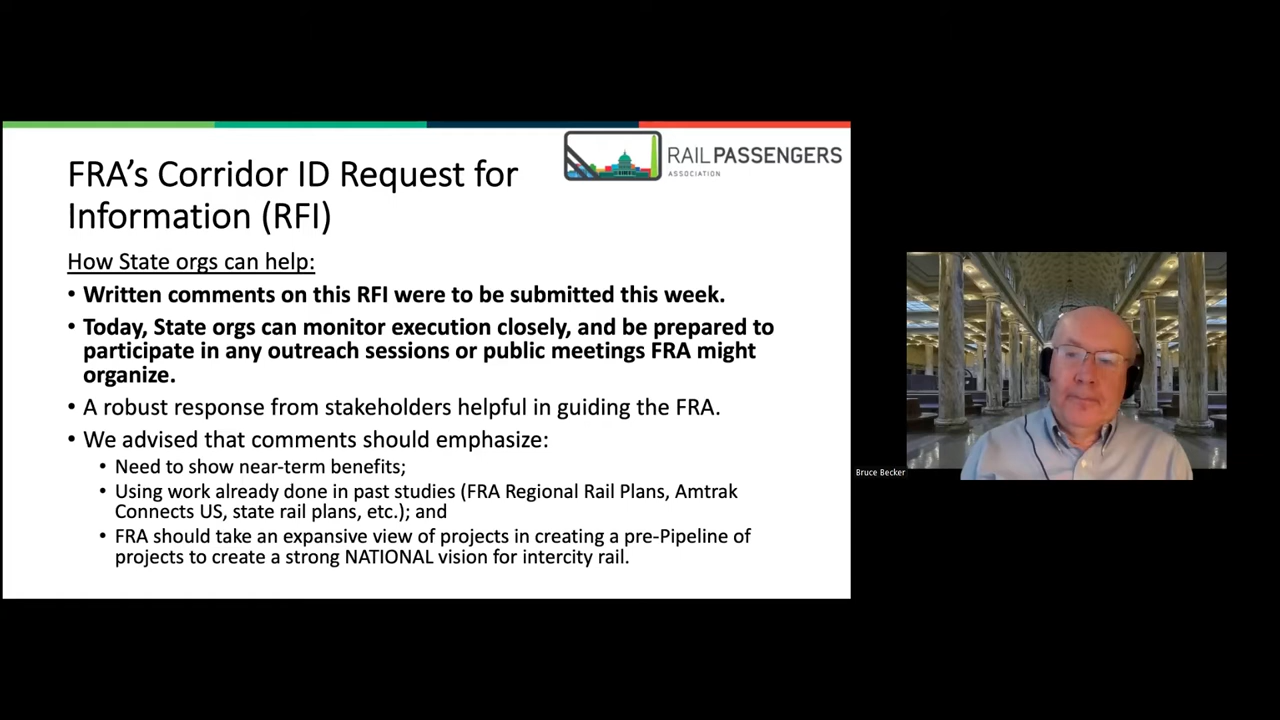 RAILPASSENGERS
ASSOCIATION
FRA's Corridor ID Request for
Information (RFI)
How State orgs can help:
• Written comments on this RFI were to be submitted this week.
• Today, State orgs can monitor execution closely, and be prepared to
participate in any outreach sessions or public meetings FRA might
organize.
• A robust response from stakeholders helpful in guiding the FRA.
• We advised that comments should emphasize:
• Need to show near-term benefits;
• Using work already done in past studies (FRA Regional Rail Plans, Amtrak
Connects US, state rail plans, etc.); and
• FRA should take an expansive view of projects in creating a pre-Pipeline of
projects to create a strong NATIONAL vision for intercity rail.
Bruce Becker